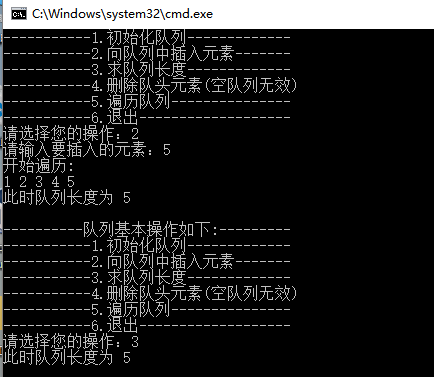 C:\Windows\system32\cmd.exe
-----------1.初始化队列-------------
-----------2.向队列中插入元素-------
-----------3.求队列长度-------------
-----------4.删除队头元素(空队列无效)
-----------5.遍历队列---------------
-----------6.退出-------------------
请选择您的操作：2
请输入要插入的元素：5
开始遍历:
1 2 3 4 5
此时队列长度为 5
----------队列基本操作如下:---------
-----------1.初始化队列-------------
-----------2.向队列中插入元素-------
-----------3.求队列长度-------------
-----------4.删除队头元素(空队列无效)
-----------5.遍历队列---------------
-----------6.退出-------------------
请选择您的操作：3
此时队列长度为 5